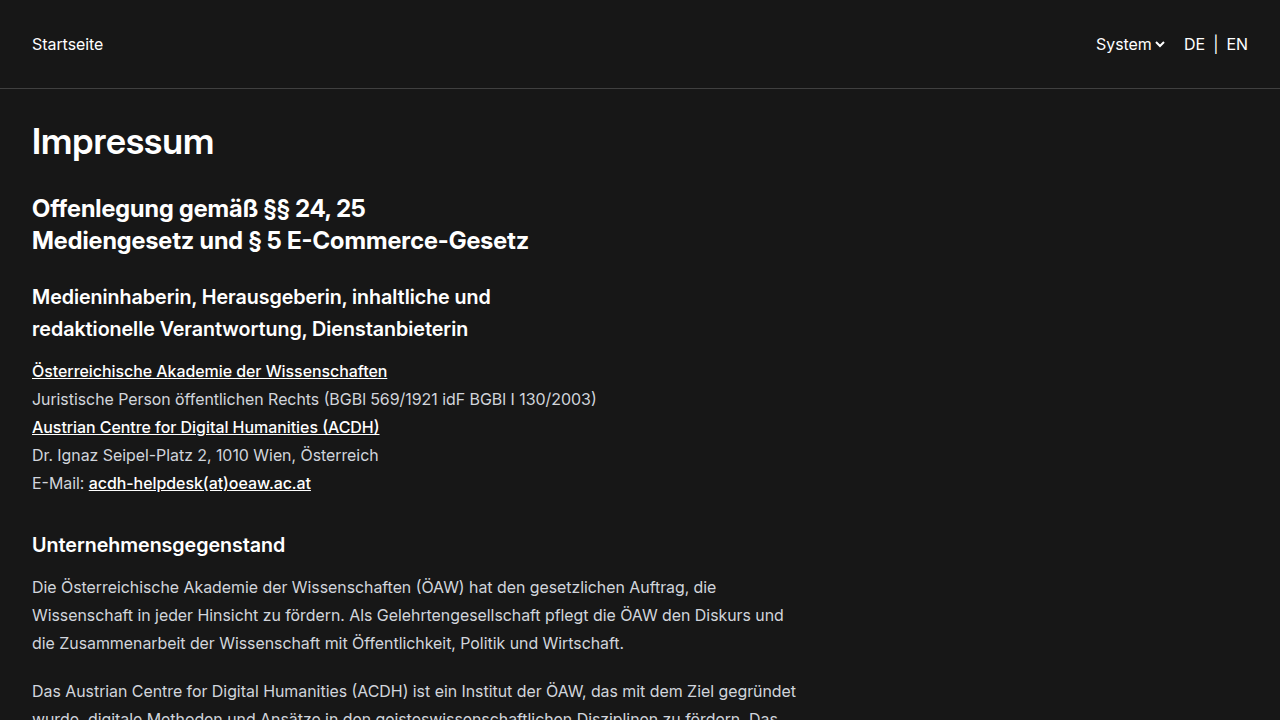 Startseite
System DE | EN
Impressum
Offenlegung gemäß §§ 24, 25
Mediengesetz und § 5 E-Commerce-Gesetz
Medieninhaberin, Herausgeberin, inhaltliche und
redaktionelle Verantwortung, Dienstanbieterin
Österreichische Akademie der Wissenschaften
Juristische Person öffentlichen Rechts (BGBl 569/1921 idF BGBl I 130/2003)
Austrian Centre for Digital Humanities (ACDH)
Dr. Ignaz Seipel-Platz 2, 1010 Wien, Österreich
E-Mail: acdh-helpdesk(at)oeaw.ac.at
Unternehmensgegenstand
Die Österreichische Akademie der Wissenschaften (ÖAW) hat den gesetzlichen Auftrag, die
Wissenschaft in jeder Hinsicht zu fördern. Als Gelehrtengesellschaft pflegt die ÖAW den Diskurs und
die Zusammenarbeit der Wissenschaft mit Öffentlichkeit, Politik und Wirtschaft.
Das Austrian Centre for Digital Humanities (ACDH) ist ein Institut der ÖAW, das mit dem Ziel gegründet
wurde, digitale Methoden und Ansätze in den geisteswissenschaftlichen Disziplinen zu fördern. Das